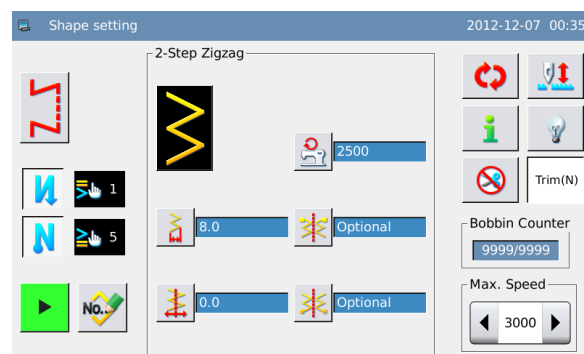 Shape setting
2012-12-07 00:35
2-Step Zigzag
2500
1
Trim(N)
8.0
Optional
5
Bobbin Counter
9999/9999
Max. Speed
No..
0.0
Optional
3000